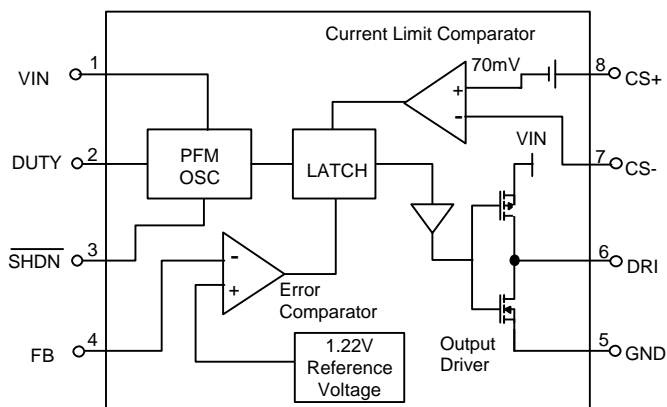 Current Limit Comparator
VIN
1
70mV
8
CS+
+
-
VIN
DUTY
2
PFM
OSC
LATCH
7
CS-
SHDN
3
-
+
Error
Comparator
6
DRI
FB
4
1.22V
Reference
Voltage
Output
Driver
5
GND